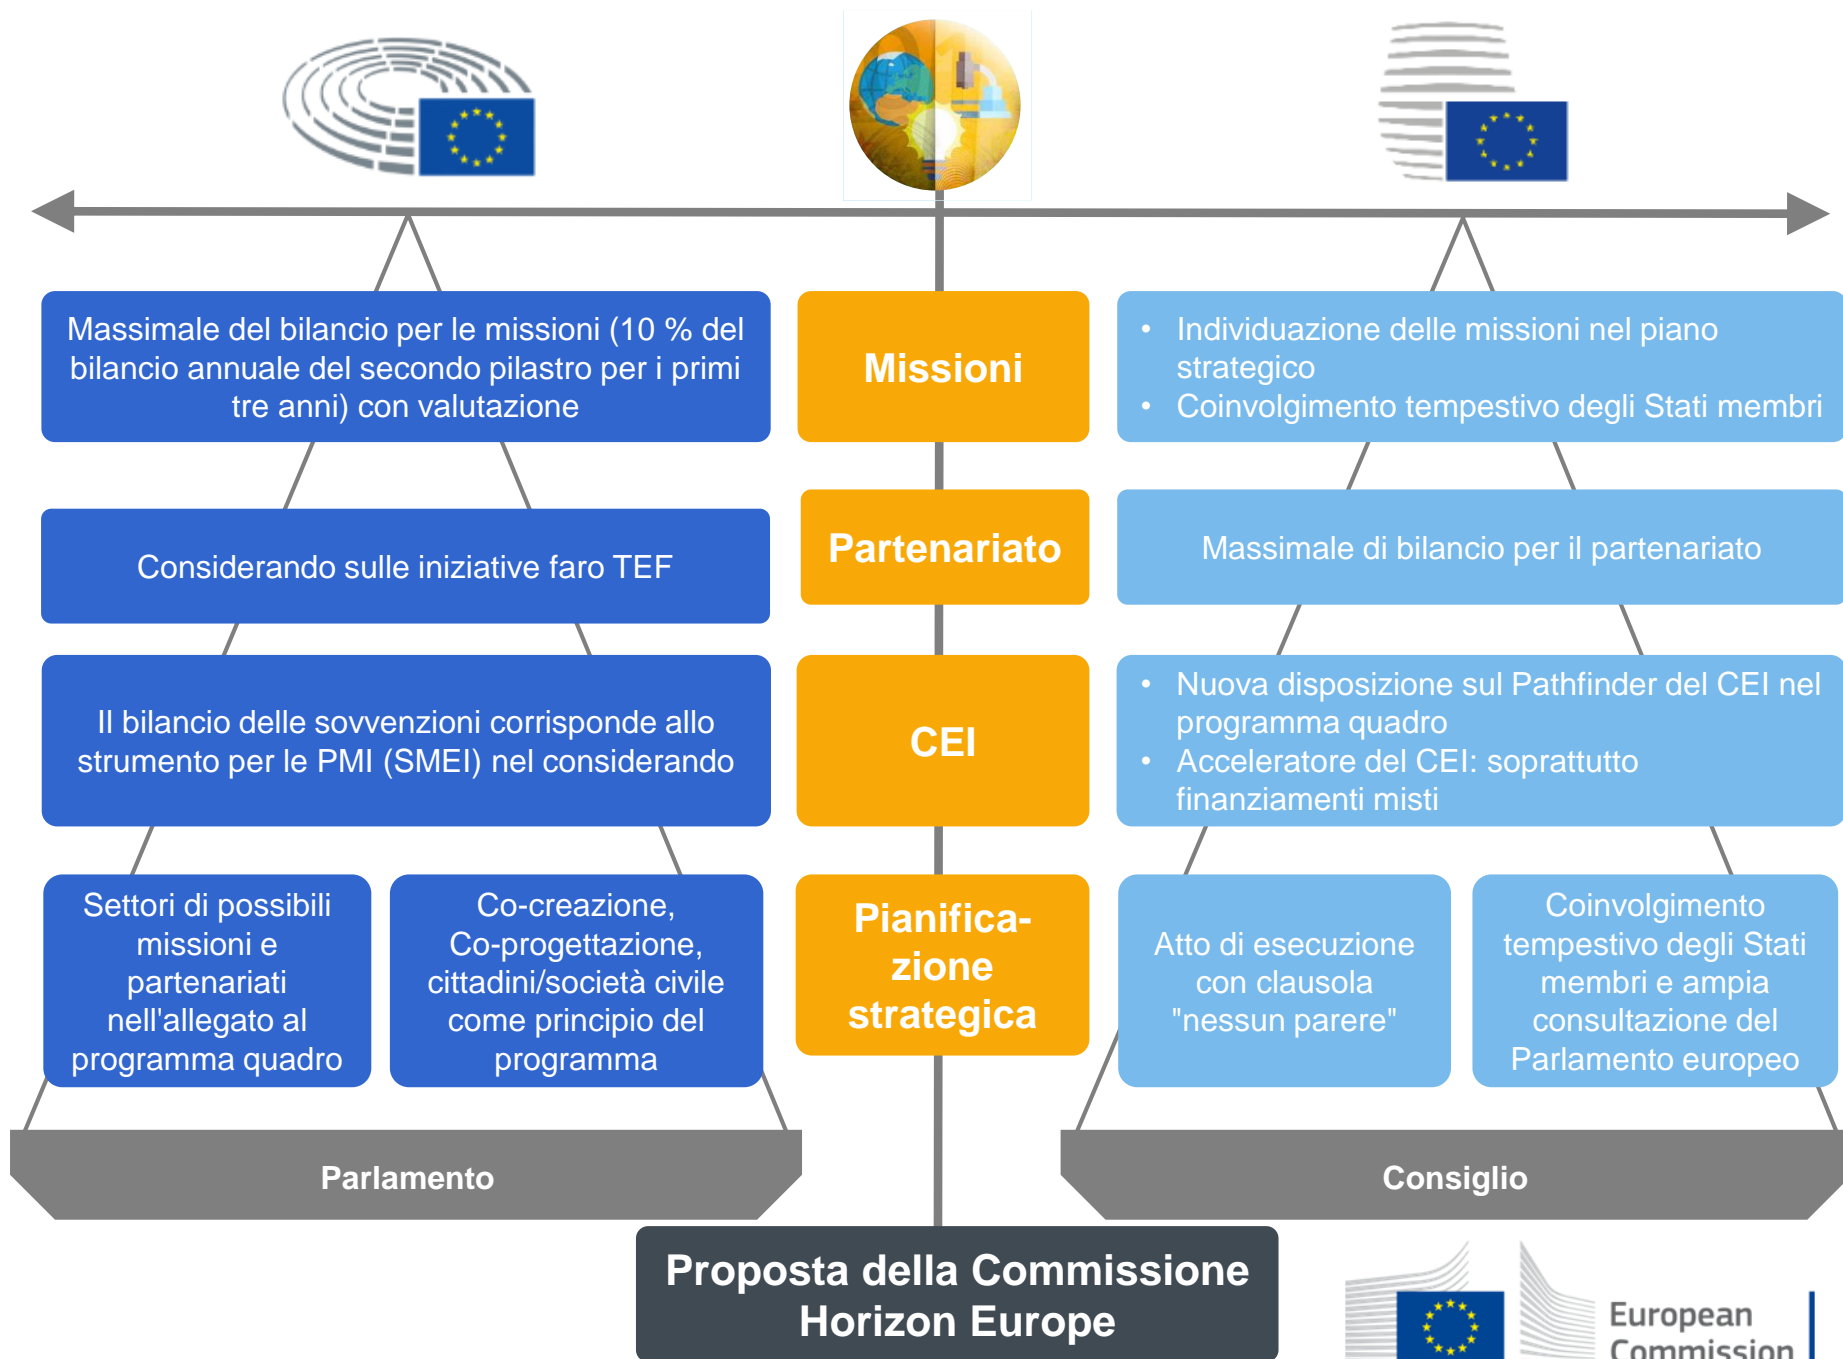 Massimale del bilancio per le missioni (10 % del
bilancio annuale del secondo pilastro per i primi
tre anni) con valutazione
Missioni
• Individuazione delle missioni nel piano
strategico
• Coinvolgimento tempestivo degli Stati membri
Considerando sulle iniziative faro TEF
Partenariato
Massimale di bilancio per il partenariato
Il bilancio delle sovvenzioni corrisponde allo
strumento per le PMI (SMEI) nel considerando
CEI
• Nuova disposizione sul Pathfinder del CEI nel
programma quadro
• Acceleratore del CEI: soprattutto
finanziamenti misti
Settori di possibili
missioni e
partenariati
nell'allegato al
programma quadro
Co-creazione,
Co-progettazione,
cittadini/società civile
come principio del
programma
Pianifica-
zione
strategica
Atto di esecuzione
con clausola
"nessun parere"
Coinvolgimento
tempestivo degli Stati
membri e ampia
consultazione del
Parlamento europeo
Parlamento
Consiglio
Proposta della Commissione
Horizon Europe
European
Commission